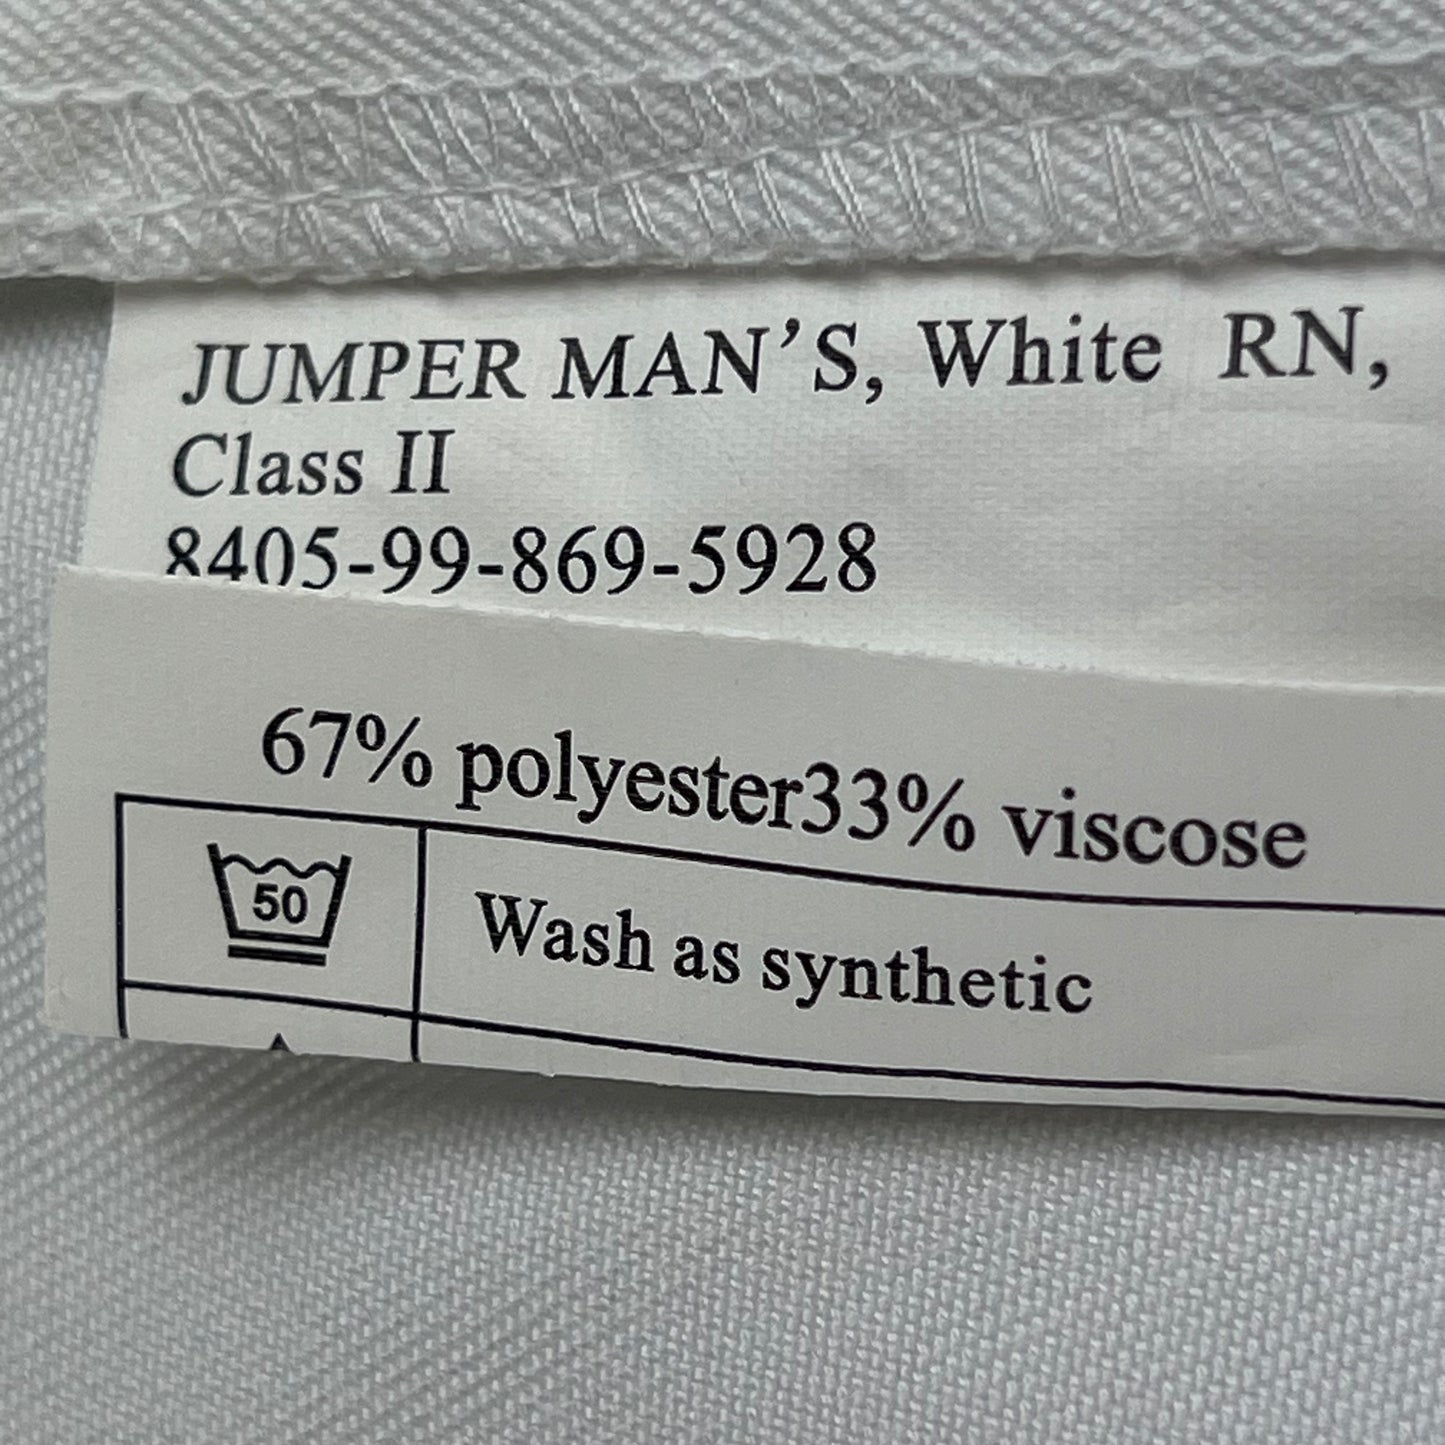 JUMPER MAN’S, White RN,
Class II
8405-99-869-5928
67% polyester33% viscose
50
Wash as synthetic